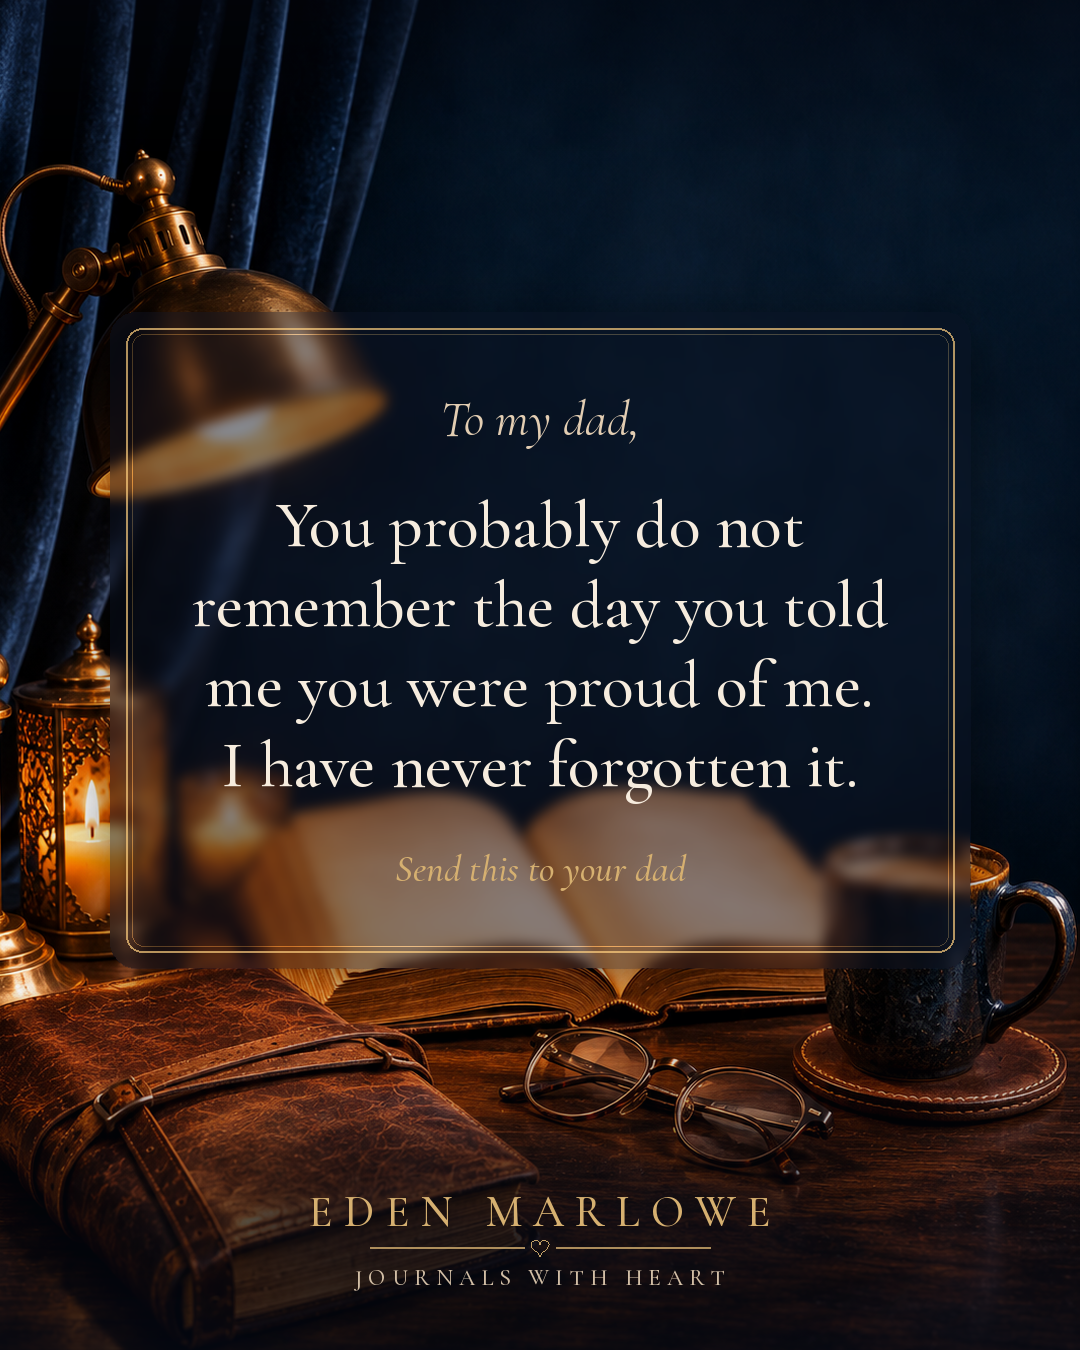 To my dad,
You probably do not
remember the day you told
me you were proud of me.
I have never forgotten it.
Send this to your dad
EDEN MARLOWE
JOURNALS WITH HEART